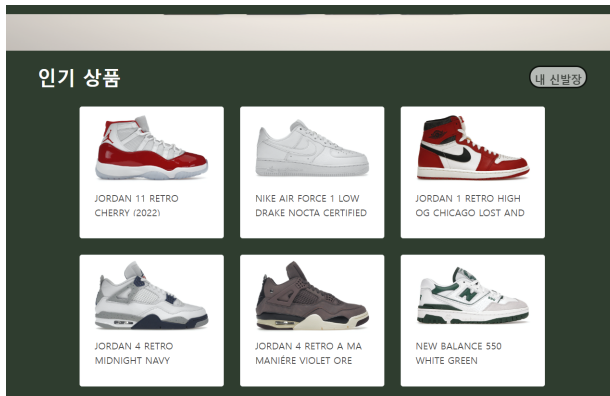 인기 상품
내 신발장
JORDAN 11 RETRO
CHERRY (2022)
NIKE AIR FORCE 1 LOW
DRAKE NOCTA CERTIFIED
JORDAN 1 RETRO HIGH
OG CHICAGO LOST AND
JORDAN 4 RETRO
MIDNIGHT NAVY
JORDAN 4 RETRO A MA
MANIÉRE VIOLET ORE
NEW BALANCE 550
WHITE GREEN